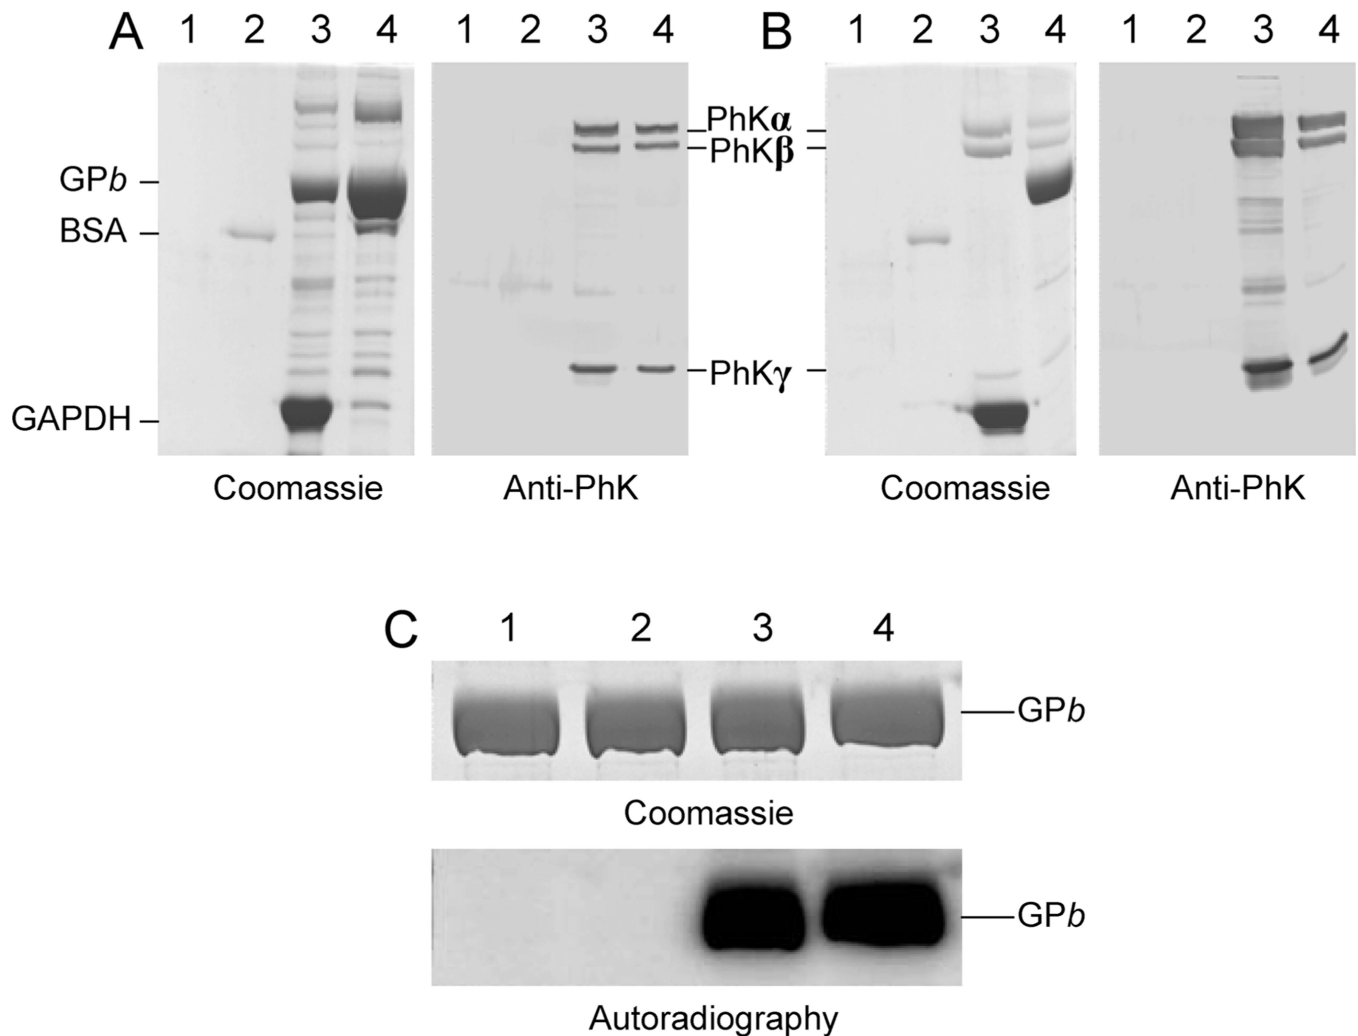 A 1 2 3 4 1 2 3 4 B 1 2 3 4 1 2 3 4
PhKα
PhKβ
GPb
BSA
PhKγ
GAPDH
Coomassie Anti-PhK Coomassie Anti-PhK
C 1 2 3 4
GPb
Coomassie
GPb
Autoradiography